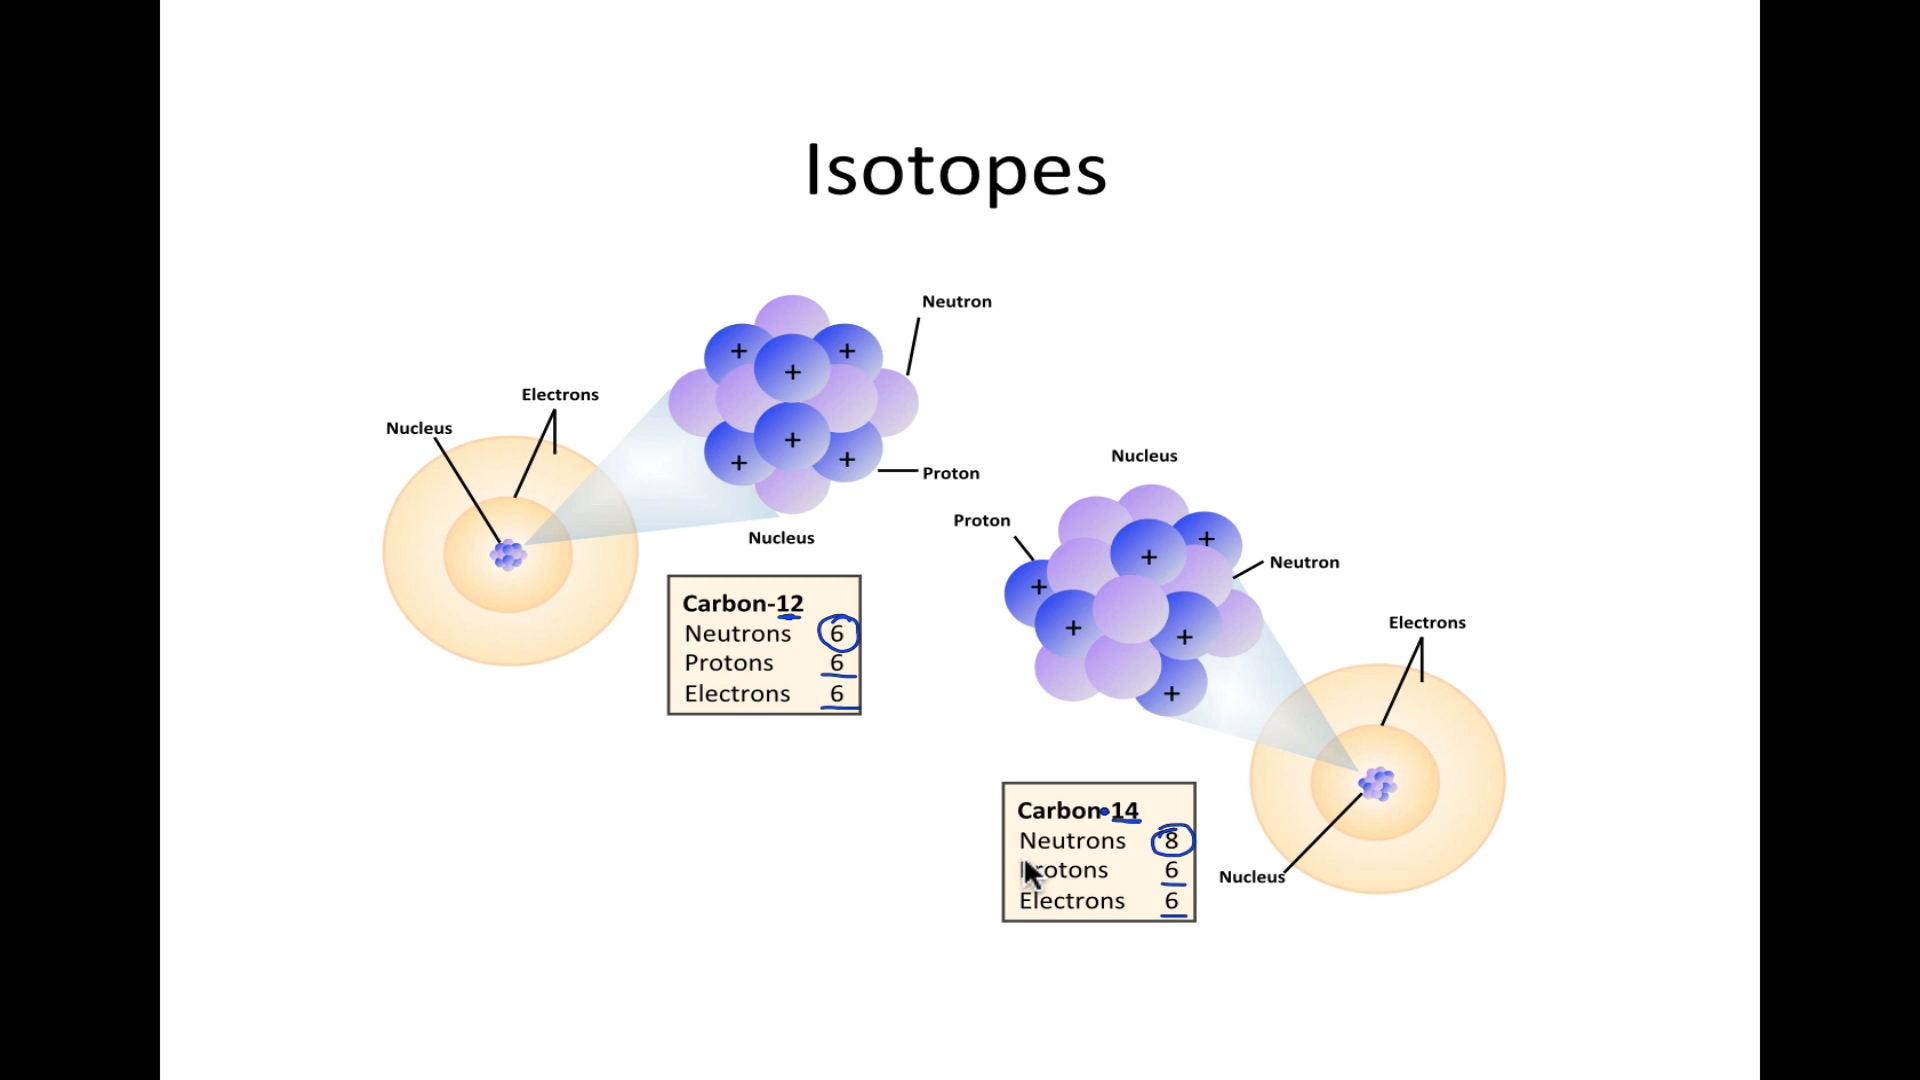 Isotopes
Neutron
Electrons
Nucleus
+ +
+
+
+ +
Proton
Nucleus
Carbon-12
Neutrons 6
Protons 6
Electrons 6
Nucleus
Proton
+
+
+
+
+
+
Neutron
Electrons
Nucleus
Carbon-14
Neutrons 8
Protons 6
Electrons 6